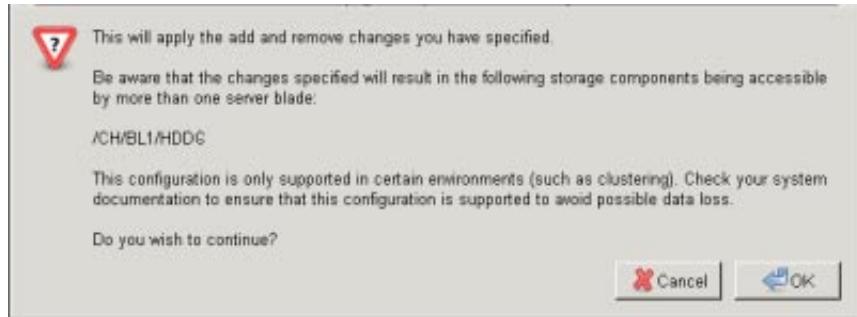 ?
This will apply the add and remove changes you have specified.
Be aware that the changes specified will result in the following storage components being accessible
by more than one server blade:
/CH/BL1/HDD6
This configuration is only supported in certain environments (such as clustering). Check your system
documentation to ensure that this configuration is supported to avoid possible data loss.
Do you wish to continue?
Cancel OK